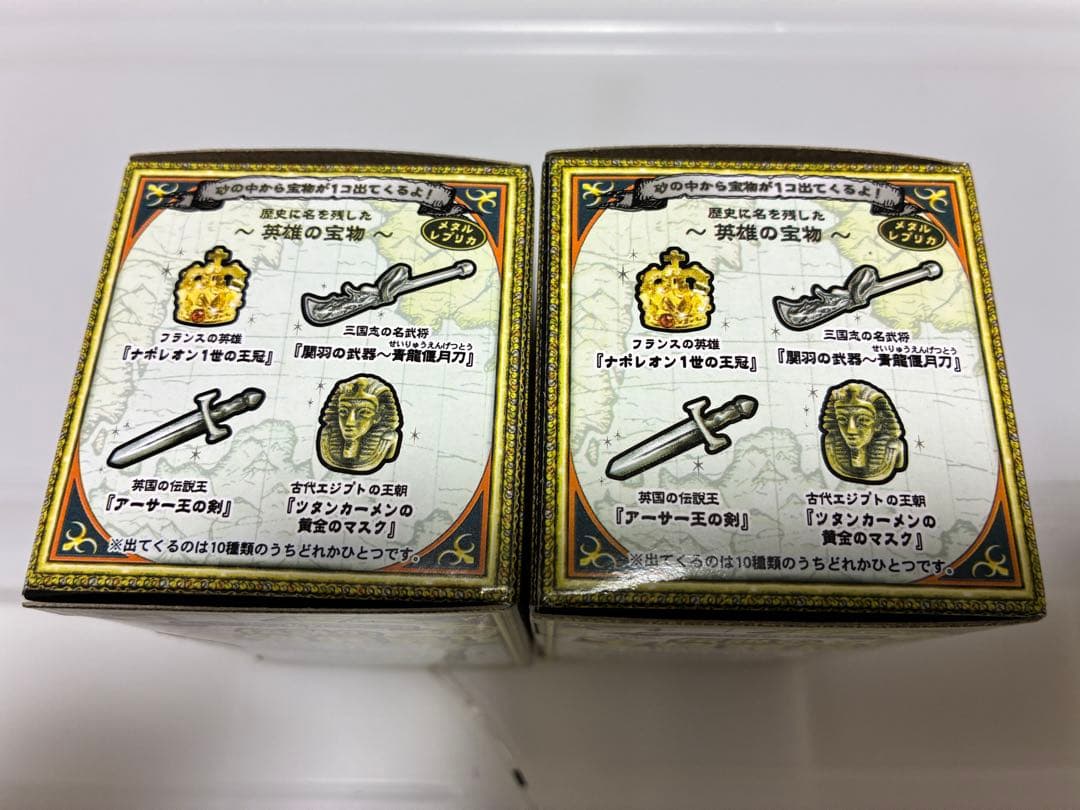 砂の中から宝物が1コ出てくるよ!
歴史に名を残した
～ 英雄の宝物 ～
メタル
レプリカ
フランスの英雄
『ナポレオン1世の王冠』
三国志の名武将
せいりゅうえんげつとう
『関羽の武器～青龍偃月刀』
英国の伝説王
『アーサー王の剣』
古代エジプトの王朝
『ツタンカーメンの
黄金のマスク』
※出てくるのは10種類のうちどれかひとつです。
砂の中から宝物が1コ出てくるよ!
歴史に名を残した
～ 英雄の宝物 ～
メタル
レプリカ
フランスの英雄
『ナポレオン1世の王冠』
三国志の名武将
せいりゅうえんげつとう
『関羽の武器～青龍偃月刀』
英国の伝説王
『アーサー王の剣』
古代エジプトの王朝
『ツタンカーメンの
黄金のマスク』
※出てくるのは10種類のうちどれかひとつです。